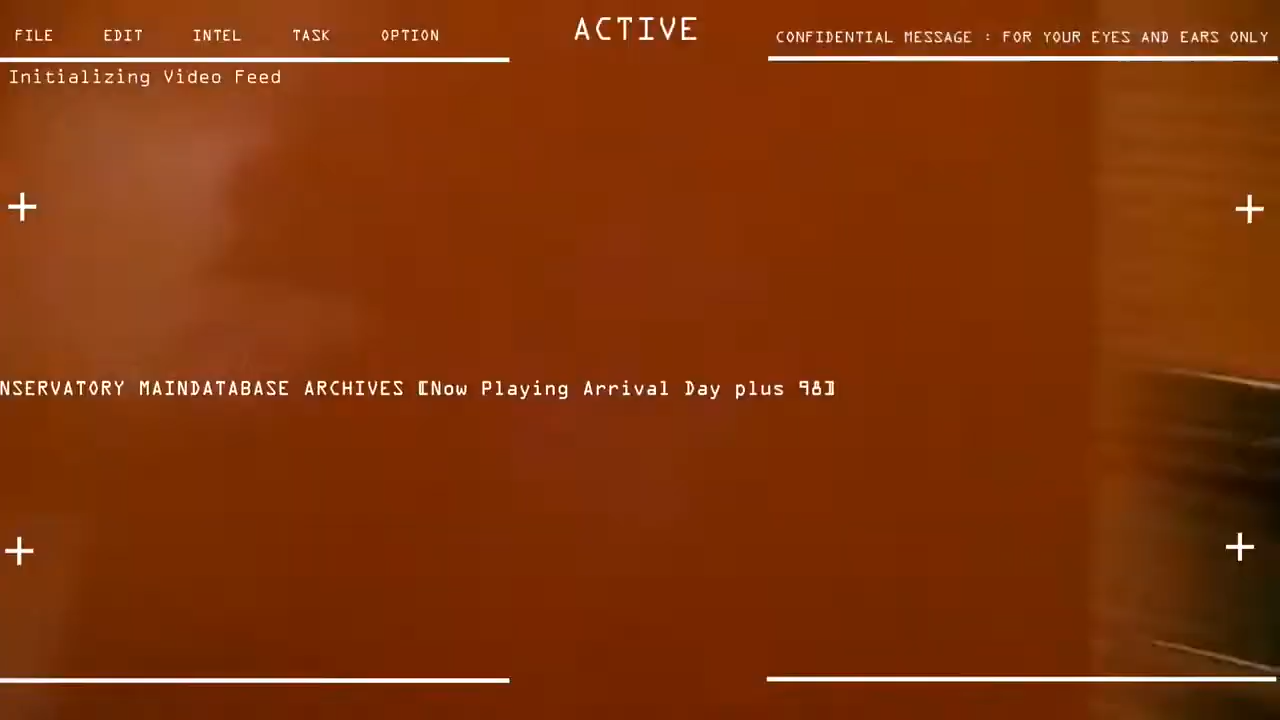 FILE EDIT INTEL TASK OPTION
ACTIVE
CONFIDENTIAL MESSAGE : FOR YOUR EYES AND EARS ONLY
Initializing Video Feed
NSERVATORY MAINDATABASE ARCHIVES [Now Playing Arrival Day plus 98]